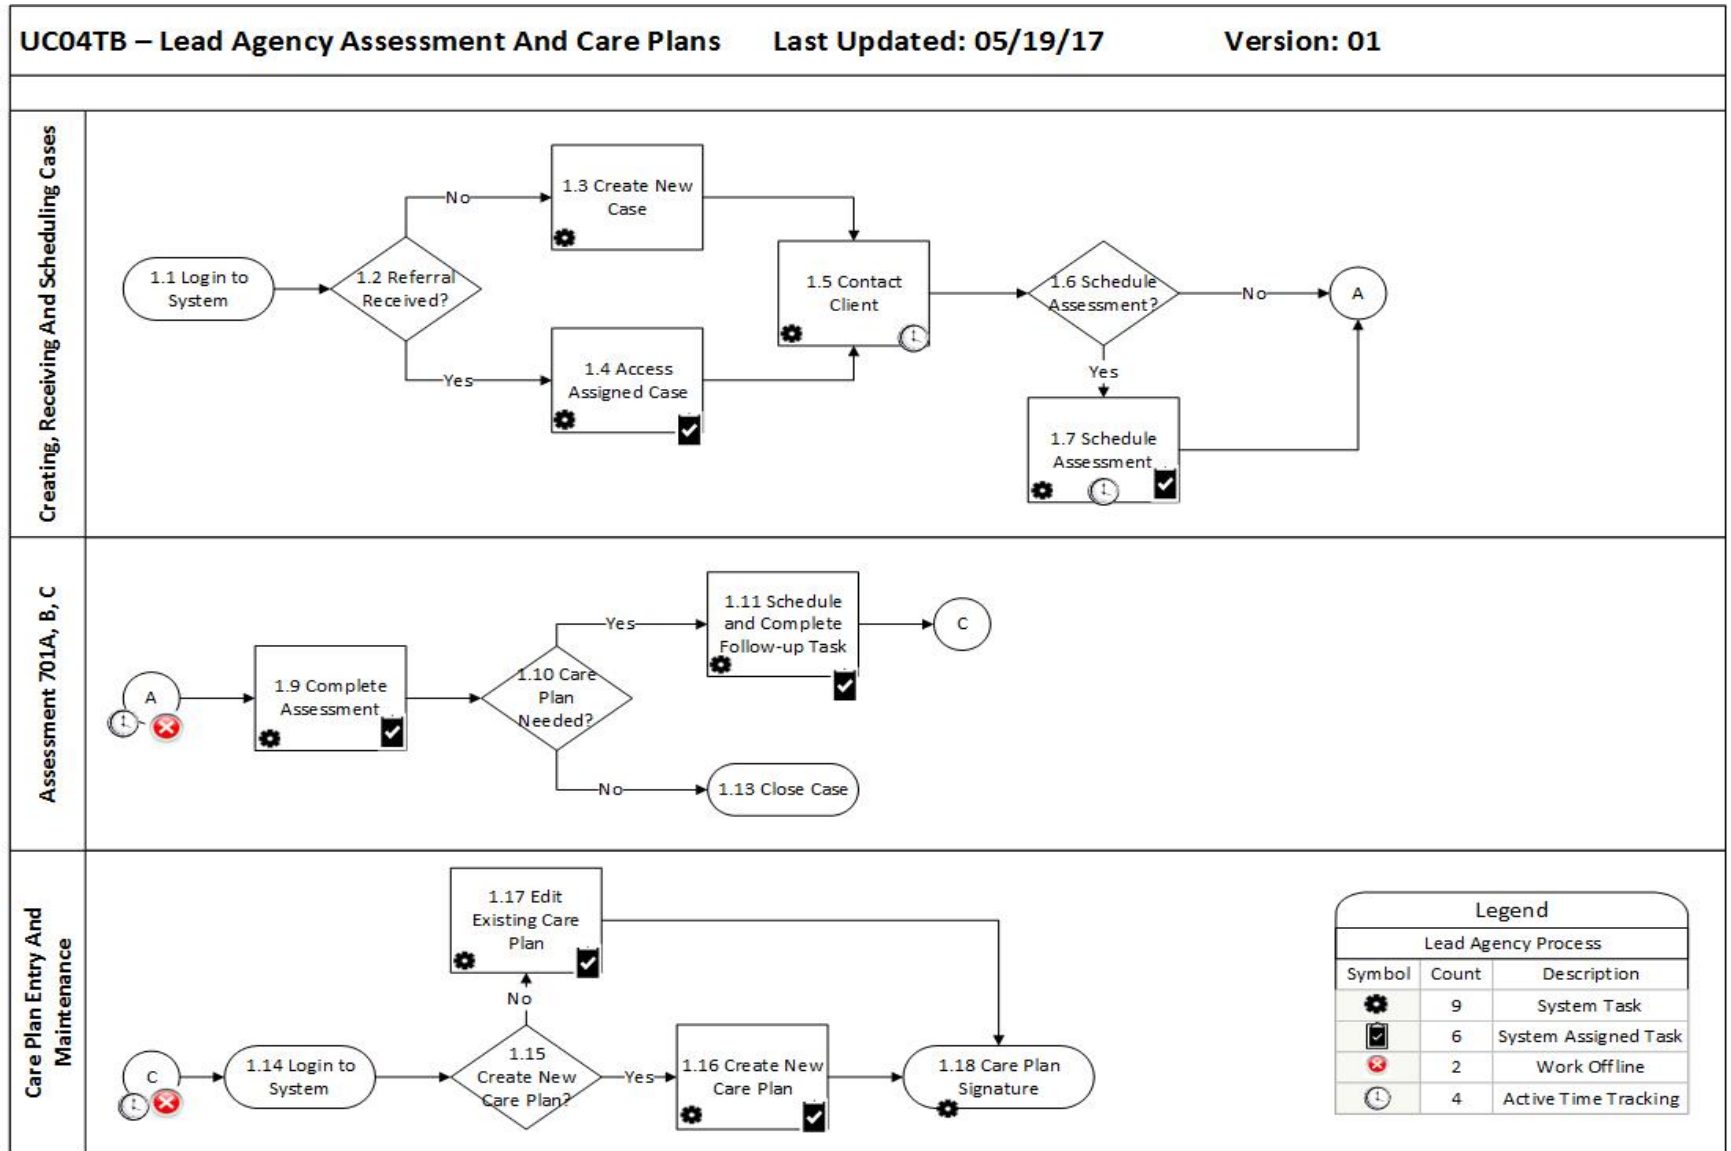 UC04TB – Lead Agency Assessment And Care Plans Last Updated: 05/19/17 Version: 01
Creating, Receiving And Scheduling Cases
1.1 Login to
System
1.2 Referral
Received?
No
Yes
1.3 Create New
Case
1.4 Access
Assigned Case
1.5 Contact
Client
1.6 Schedule
Assessment?
No
A
Yes
1.7 Schedule
Assessment
Assessment 701A, B, C
A
1.9 Complete
Assessment
1.10 Care
Plan
Needed?
Yes
1.11 Schedule
and Complete
Follow-up Task
C
No
1.13 Close Case
Care Plan Entry And
Maintenance
C
1.14 Login to
System
1.15
Create New
Care Plan?
No
1.17 Edit
Existing Care
Plan
Yes
1.16 Create New
Care Plan
1.18 Care Plan
Signature
Legend
Lead Agency Process
Symbol Count Description
9 System Task
6 System Assigned Task
2 Work Offline
4 Active Time Tracking